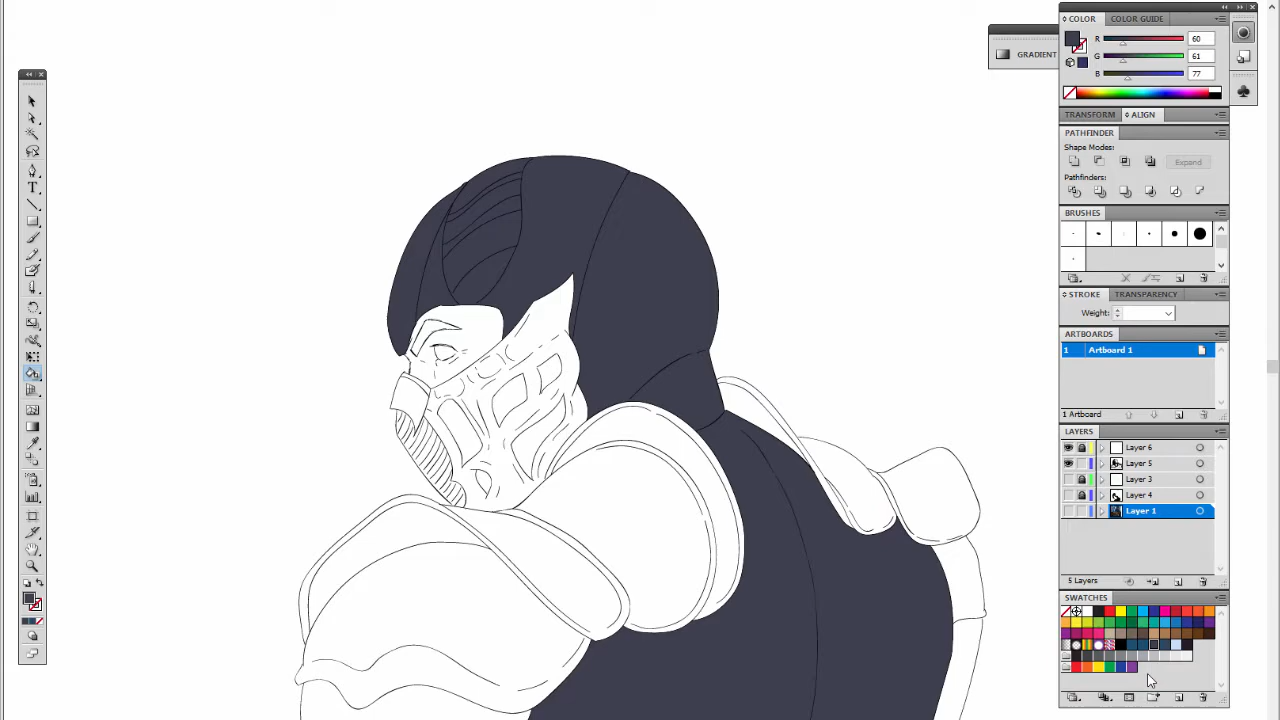 COLOR
COLOR GUIDE
R
60
G
61
B
77
GRADIENT
TRANSFORM
ALIGN
PATHFINDER
Shape Modes:
Expand
Pathfinders:
BRUSHES
STROKE
TRANSPARENCY
Weight:
ARTBOARDS
1
Artboard 1
1 Artboard
LAYERS
Layer 6
Layer 5
Layer 3
Layer 4
Layer 1
5 Layers
SWATCHES